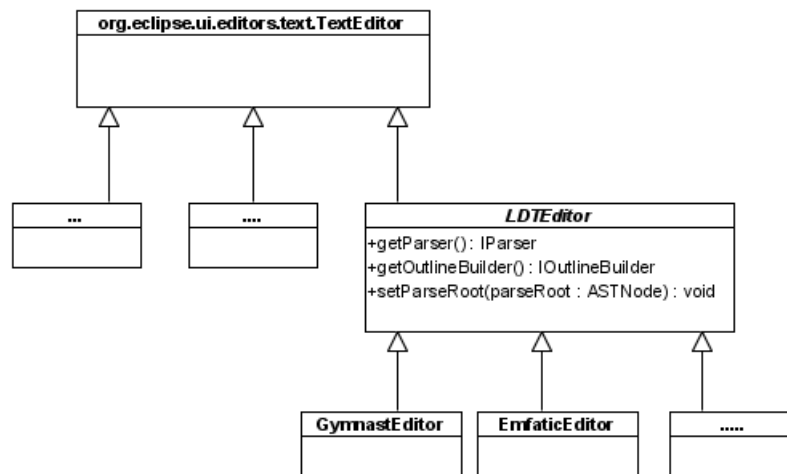 org.eclipse.ui.editors.text.TextEditor
...
....
LDTEditor
+getParser() : IParser
+getOutlineBuilder() : IOutlineBuilder
+setParseRoot(parseRoot : ASTNode) : void
GymnastEditor
EmfaticEditor
.....